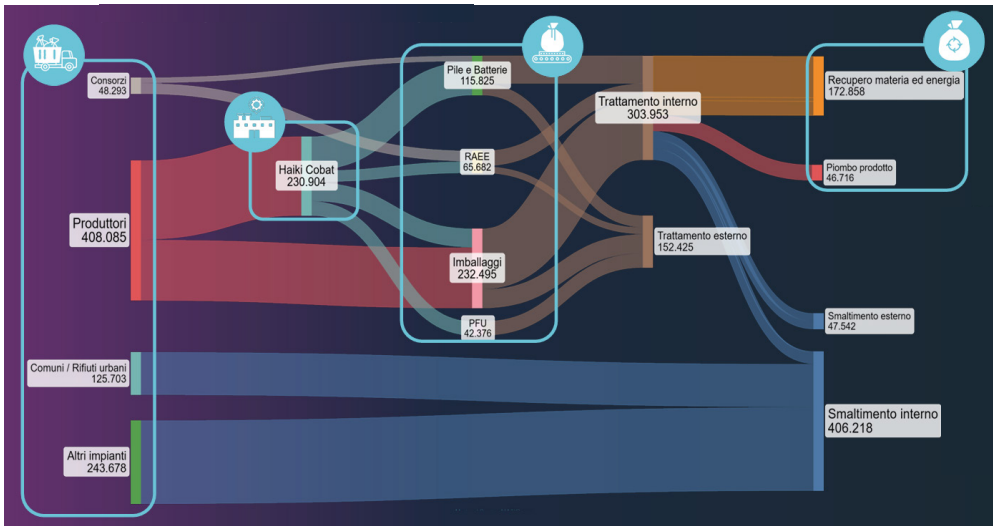 Consorzi
48.293
Produttori
408.085
Comuni / Rifiuti urbani
125.703
Altri impianti
243.678
Haiki Cobat
230.904
Pile e Batterie
115.825
RAEE
65.682
Imballaggi
232.495
PFU
42.376
Trattamento interno
303.953
Trattamento esterno
152.425
Recupero materia ed energia
172.858
Piombo prodotto
46.716
Smaltimento esterno
47.542
Smaltimento interno
406.218